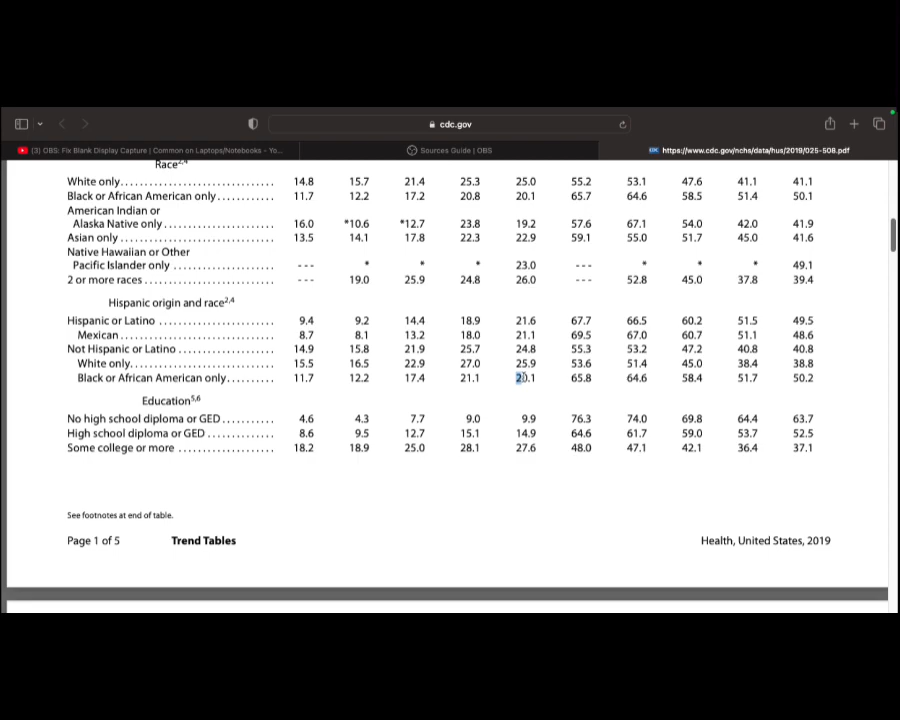 cdc.gov
(3) OBS: Fix Blank Display Capture | Common on Laptops/Notebooks - Yo...
Sources Guide | OBS
https://www.cdc.gov/nchs/data/hus/2019/025-508.pdf
Race2,4
White only. . . . . . . . . . . . . . . . . . . . . . . . . . . . . . 14.8 15.7 21.4 25.3 25.0 55.2 53.1 47.6 41.1 41.1
Black or African American only. . . . . . . . . . . 11.7 12.2 17.2 20.8 20.1 65.7 64.6 58.5 51.4 50.1
American Indian or
Alaska Native only . . . . . . . . . . . . . . . . . . . . . 16.0 *10.6 *12.7 23.8 19.2 57.6 67.1 54.0 42.0 41.9
Asian only . . . . . . . . . . . . . . . . . . . . . . . . . . . . . . 13.5 14.1 17.8 22.3 22.9 59.1 55.0 51.7 45.0 41.6
Native Hawaiian or Other
Pacific Islander only . . . . . . . . . . . . . . . . . . . - - - * * * 23.0 - - - * * * 49.1
2 or more races . . . . . . . . . . . . . . . . . . . . . . . . . - - - 19.0 25.9 24.8 26.0 - - - 52.8 45.0 37.8 39.4
Hispanic origin and race2,4
Hispanic or Latino . . . . . . . . . . . . . . . . . . . . . . 9.4 9.2 14.4 18.9 21.6 67.7 66.5 60.2 51.5 49.5
Mexican. . . . . . . . . . . . . . . . . . . . . . . . . . . . . . 8.7 8.1 13.2 18.0 21.1 69.5 67.0 60.7 51.1 48.6
Not Hispanic or Latino . . . . . . . . . . . . . . . . . . 14.9 15.8 21.9 25.7 24.8 55.3 53.2 47.2 40.8 40.8
White only. . . . . . . . . . . . . . . . . . . . . . . . . . . . 15.5 16.5 22.9 27.0 25.9 53.6 51.4 45.0 38.4 38.8
Black or African American only. . . . . . . . . 11.7 12.2 17.4 21.1 20.1 65.8 64.6 58.4 51.7 50.2
Education5,6
No high school diploma or GED . . . . . . . . . . 4.6 4.3 7.7 9.0 9.9 76.3 74.0 69.8 64.4 63.7
High school diploma or GED . . . . . . . . . . . . . 8.6 9.5 12.7 15.1 14.9 64.6 61.7 59.0 53.7 52.5
Some college or more . . . . . . . . . . . . . . . . . . . 18.2 18.9 25.0 28.1 27.6 48.0 47.1 42.1 36.4 37.1
See footnotes at end of table.
Page 1 of 5 Trend Tables Health, United States, 2019